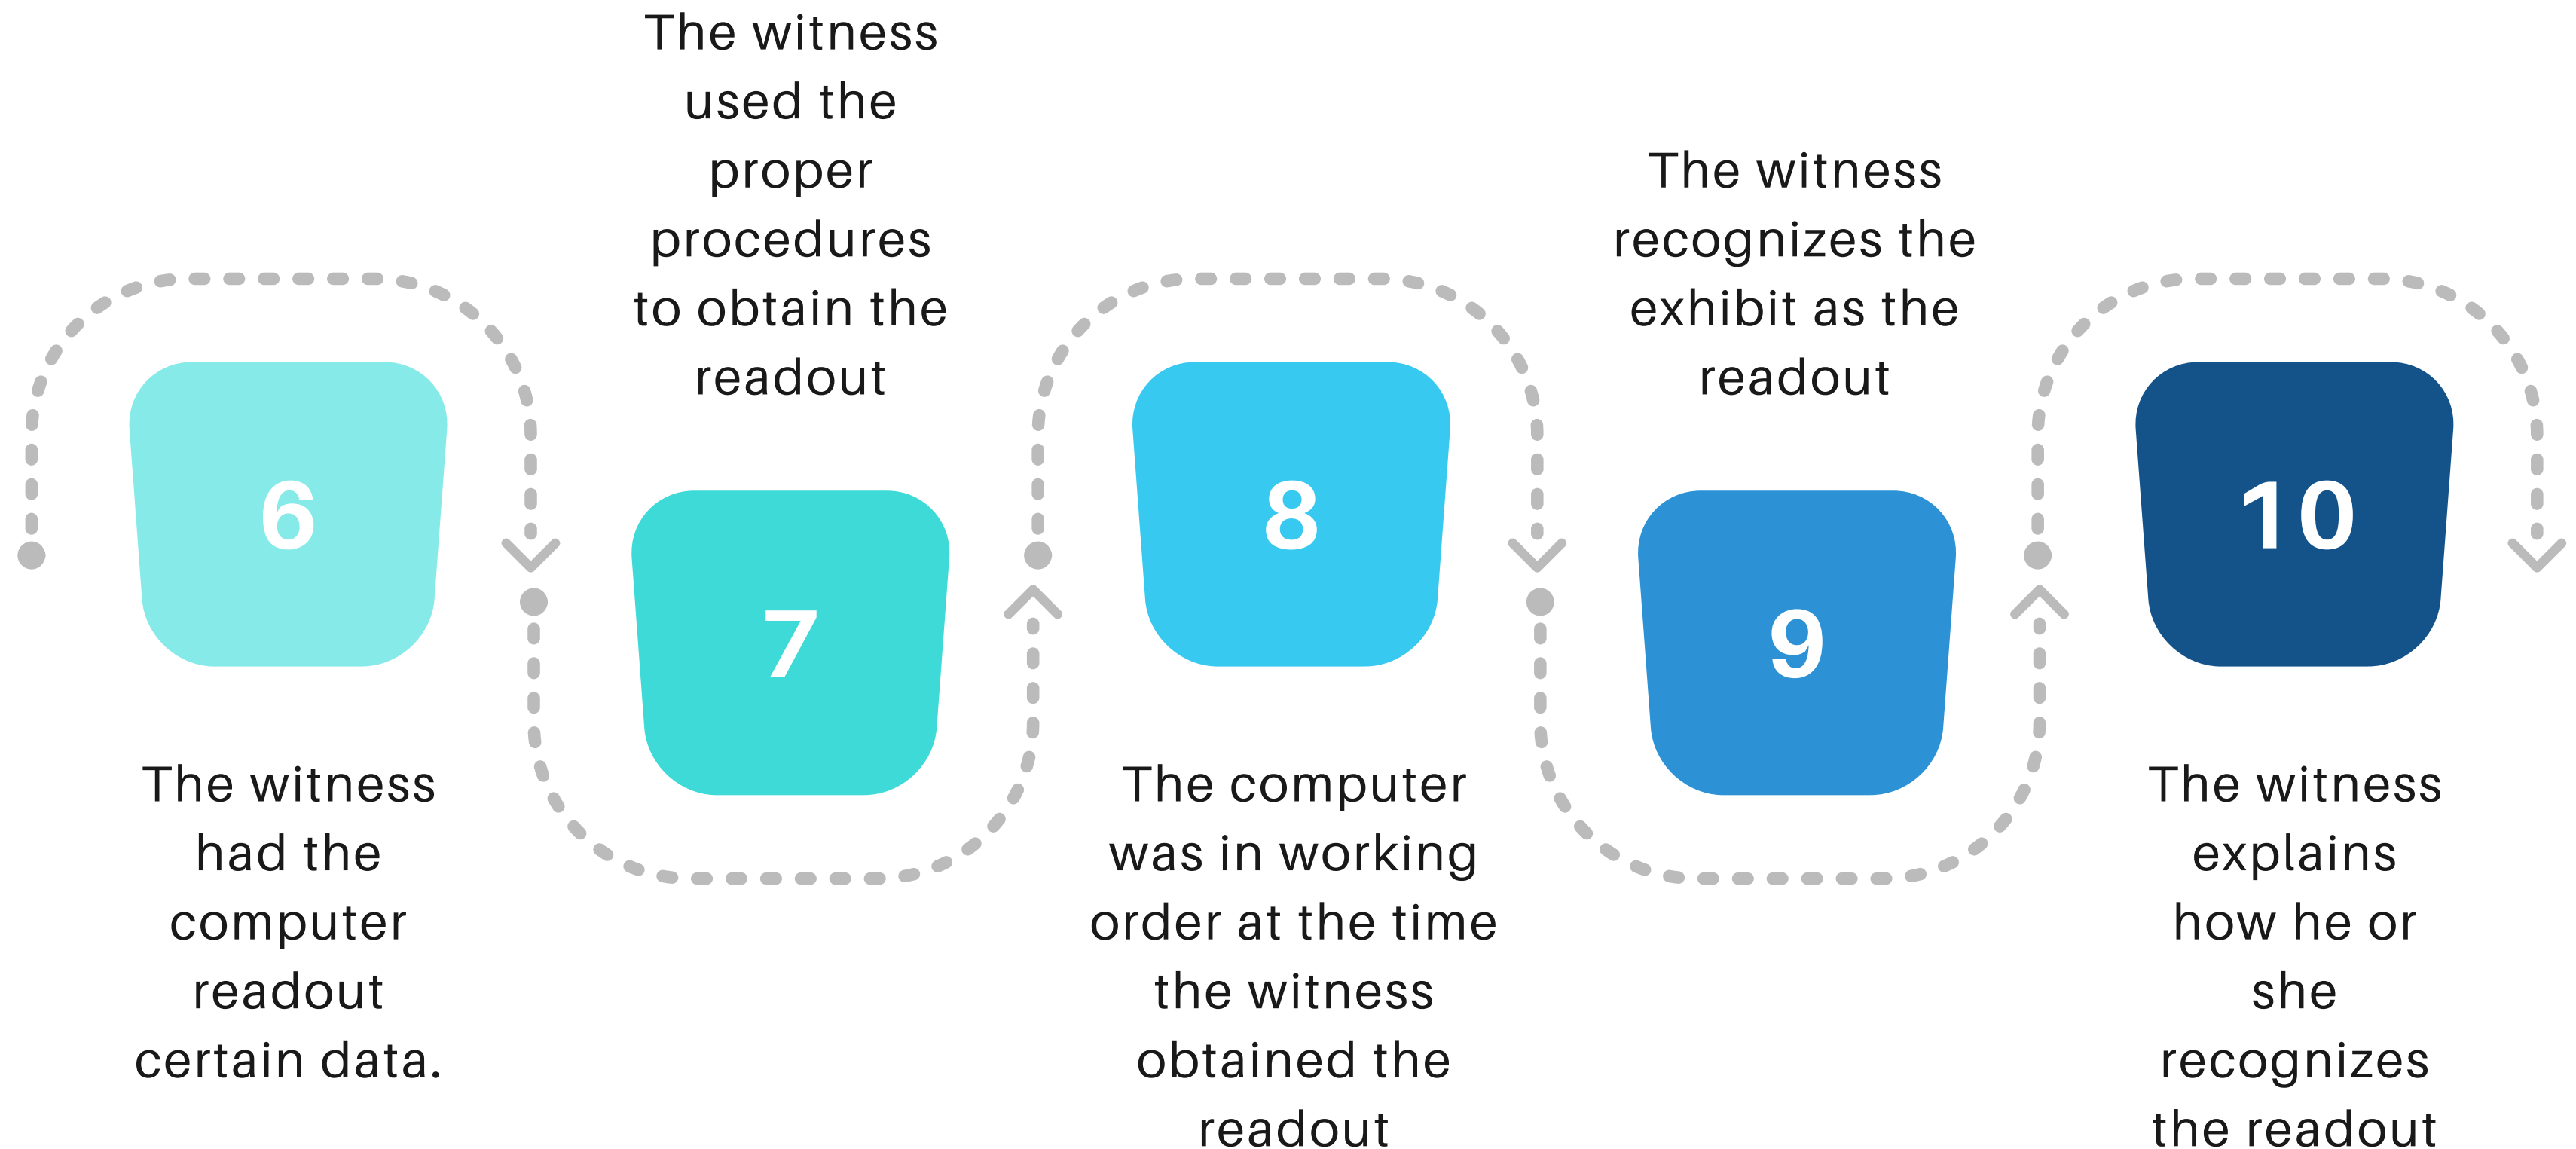 6
The witness
had the
computer
readout
certain data.
The witness
used the
proper
procedures
to obtain the
readout
7
8
The computer
was in working
order at the time
the witness
obtained the
readout
The witness
recognizes the
exhibit as the
readout
9
10
The witness
explains
how he or
she
recognizes
the readout